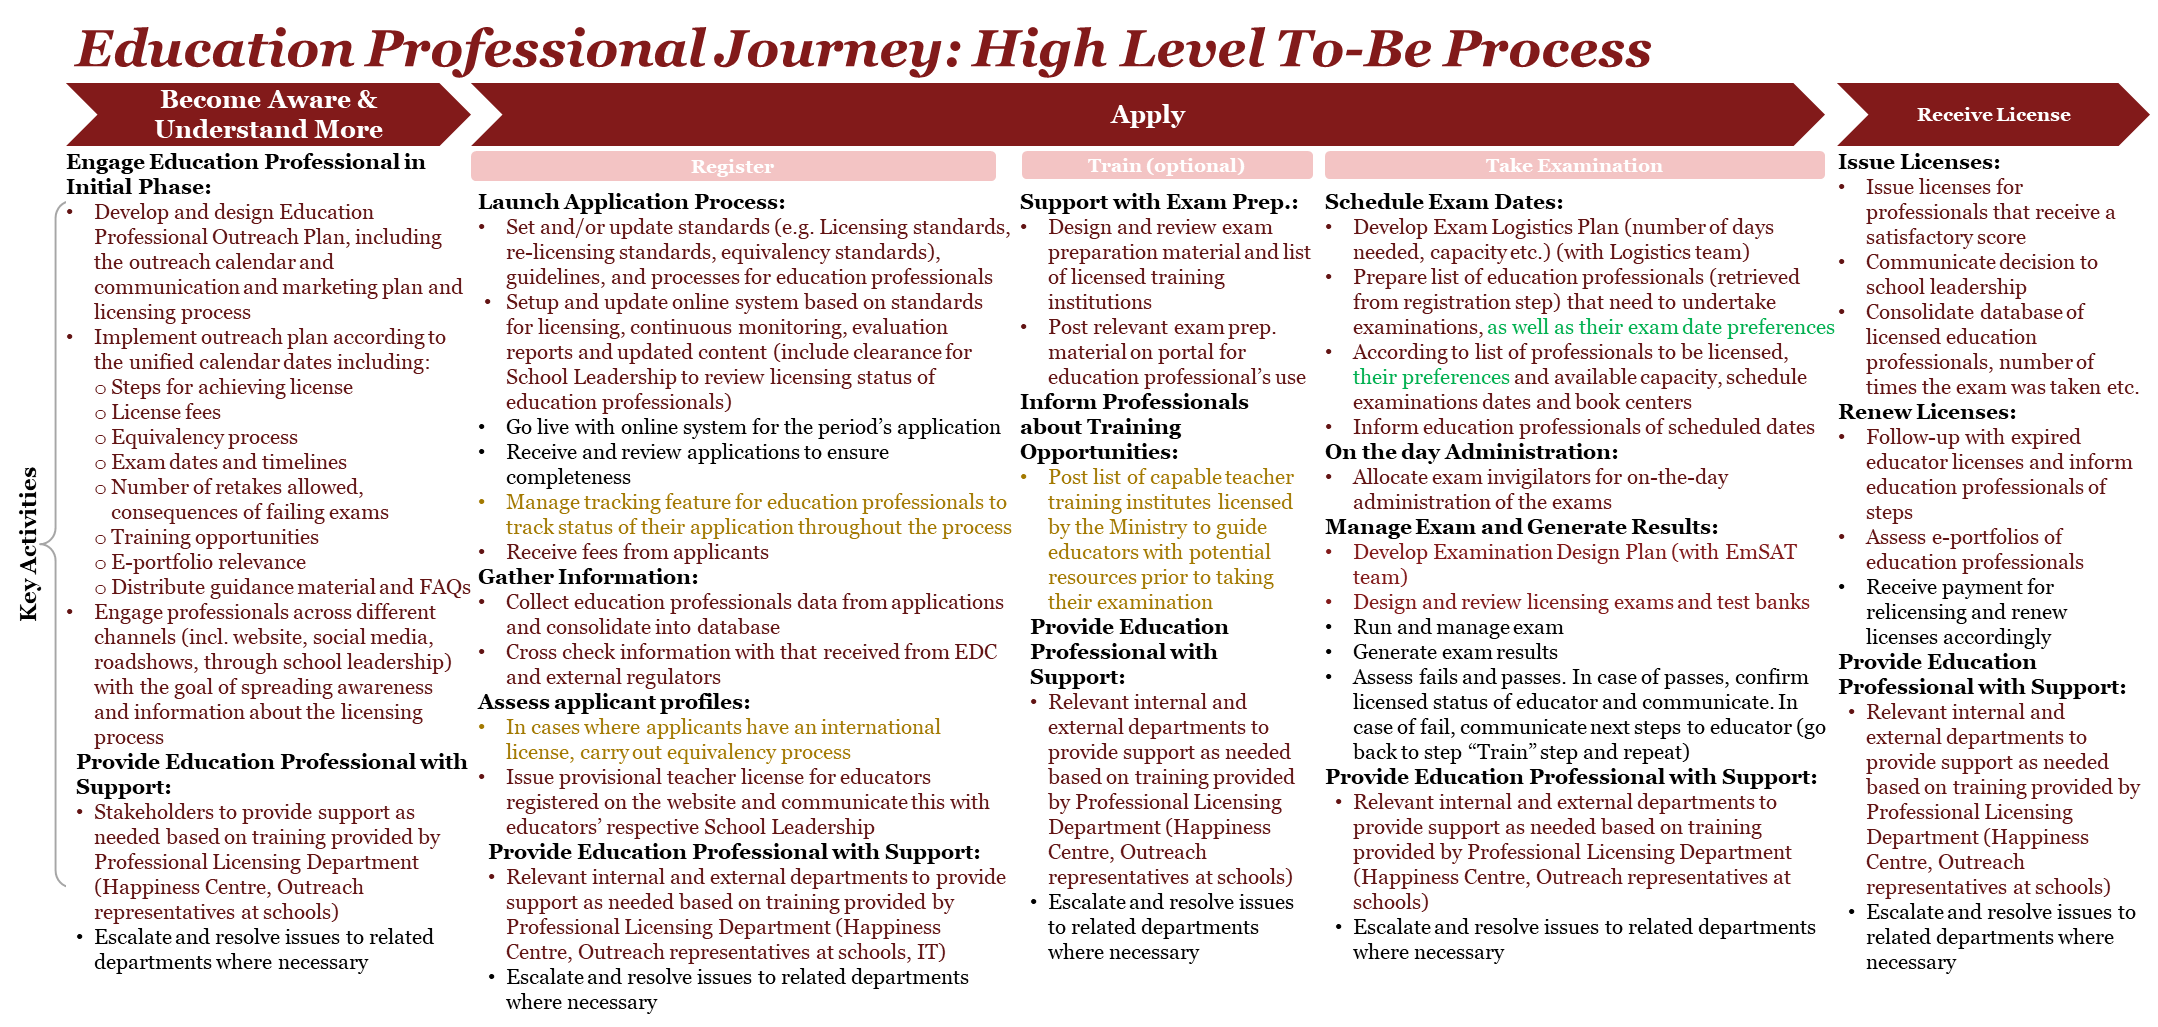 Education Professional Journey: High Level To-Be Process
Become Aware &
Understand More
Apply
Receive License
Key Activities
Engage Education Professional in
Initial Phase:
• Develop and design Education
Professional Outreach Plan, including
the outreach calendar and
communication and marketing plan and
licensing process
• Implement outreach plan according to
the unified calendar dates including:
o Steps for achieving license
o License fees
o Equivalency process
o Exam dates and timelines
o Number of retakes allowed,
consequences of failing exams
o Training opportunities
o E-portfolio relevance
o Distribute guidance material and FAQs
• Engage professionals across different
channels (incl. website, social media,
roadshows, through school leadership)
with the goal of spreading awareness
and information about the licensing
process
Provide Education Professional with
Support:
• Stakeholders to provide support as
needed based on training provided by
Professional Licensing Department
(Happiness Centre, Outreach
representatives at schools)
• Escalate and resolve issues to related
departments where necessary
Register
Launch Application Process:
• Set and/or update standards (e.g. Licensing standards,
re-licensing standards, equivalency standards),
guidelines, and processes for education professionals
• Setup and update online system based on standards
for licensing, continuous monitoring, evaluation
reports and updated content (include clearance for
School Leadership to review licensing status of
education professionals)
• Go live with online system for the period’s application
• Receive and review applications to ensure
completeness
• Manage tracking feature for education professionals to
track status of their application throughout the process
• Receive fees from applicants
Gather Information:
• Collect education professionals data from applications
and consolidate into database
• Cross check information with that received from EDC
and external regulators
Assess applicant profiles:
• In cases where applicants have an international
license, carry out equivalency process
• Issue provisional teacher license for educators
registered on the website and communicate this with
educators’ respective School Leadership
Provide Education Professional with Support:
• Relevant internal and external departments to provide
support as needed based on training provided by
Professional Licensing Department (Happiness
Centre, Outreach representatives at schools, IT)
• Escalate and resolve issues to related departments
where necessary
Train (optional)
Support with Exam Prep.:
• Design and review exam
preparation material and list
of licensed training
institutions
• Post relevant exam prep.
material on portal for
education professional’s use
Inform Professionals
about Training
Opportunities:
• Post list of capable teacher
training institutes licensed
by the Ministry to guide
educators with potential
resources prior to taking
their examination
Provide Education
Professional with
Support:
• Relevant internal and
external departments to
provide support as needed
based on training provided
by Professional Licensing
Department (Happiness
Centre, Outreach
representatives at schools)
• Escalate and resolve issues
to related departments
where necessary
Take Examination
Schedule Exam Dates:
• Develop Exam Logistics Plan (number of days
needed, capacity etc.) (with Logistics team)
• Prepare list of education professionals (retrieved
from registration step) that need to undertake
examinations, as well as their exam date preferences
• According to list of professionals to be licensed,
their preferences and available capacity, schedule
examinations dates and book centers
• Inform education professionals of scheduled dates
On the day Administration:
• Allocate exam invigilators for on-the-day
administration of the exams
Manage Exam and Generate Results:
• Develop Examination Design Plan (with EmSAT
team)
• Design and review licensing exams and test banks
• Run and manage exam
• Generate exam results
• Assess fails and passes. In case of passes, confirm
licensed status of educator and communicate. In
case of fail, communicate next steps to educator (go
back to step “Train” step and repeat)
Provide Education Professional with Support:
• Relevant internal and external departments to
provide support as needed based on training
provided by Professional Licensing Department
(Happiness Centre, Outreach representatives at
schools)
• Escalate and resolve issues to related departments
where necessary
Issue Licenses:
• Issue licenses for
professionals that receive a
satisfactory score
• Communicate decision to
school leadership
• Consolidate database of
licensed education
professionals, number of
times the exam was taken etc.
Renew Licenses:
• Follow-up with expired
educator licenses and inform
education professionals of
steps
• Assess e-portfolios of
education professionals
• Receive payment for
relicensing and renew
licenses accordingly
Provide Education
Professional with Support:
• Relevant internal and
external departments to
provide support as needed
based on training provided by
Professional Licensing
Department (Happiness
Centre, Outreach
representatives at schools)
• Escalate and resolve issues to
related departments where
necessary